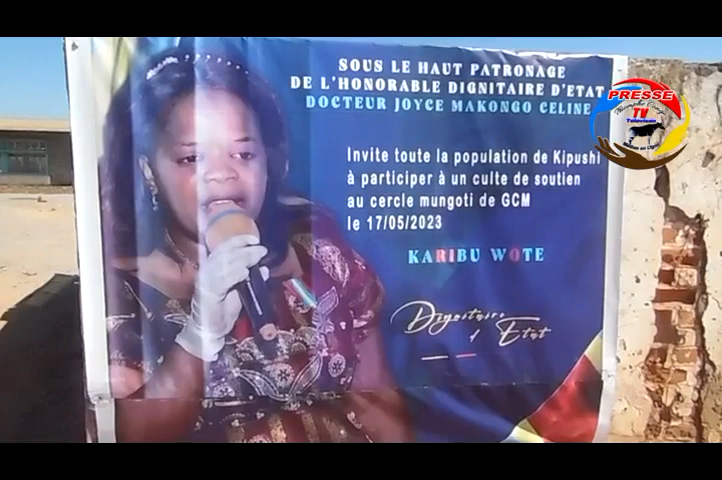 SOUS LE HAUT PATRONAGE
DE L'HONORABLE DIGNITAIRE D'ETAT
DOCTEUR JOYCE MAKONGO CELINE
PRESSE
TV
Télévision
Invite toute la population de Kipushi
à participer à un culte de soutien
au cercle mungoti de GCM
le 17/05/2023
KARIBU WOTE
Dignitaire
d'
Etat